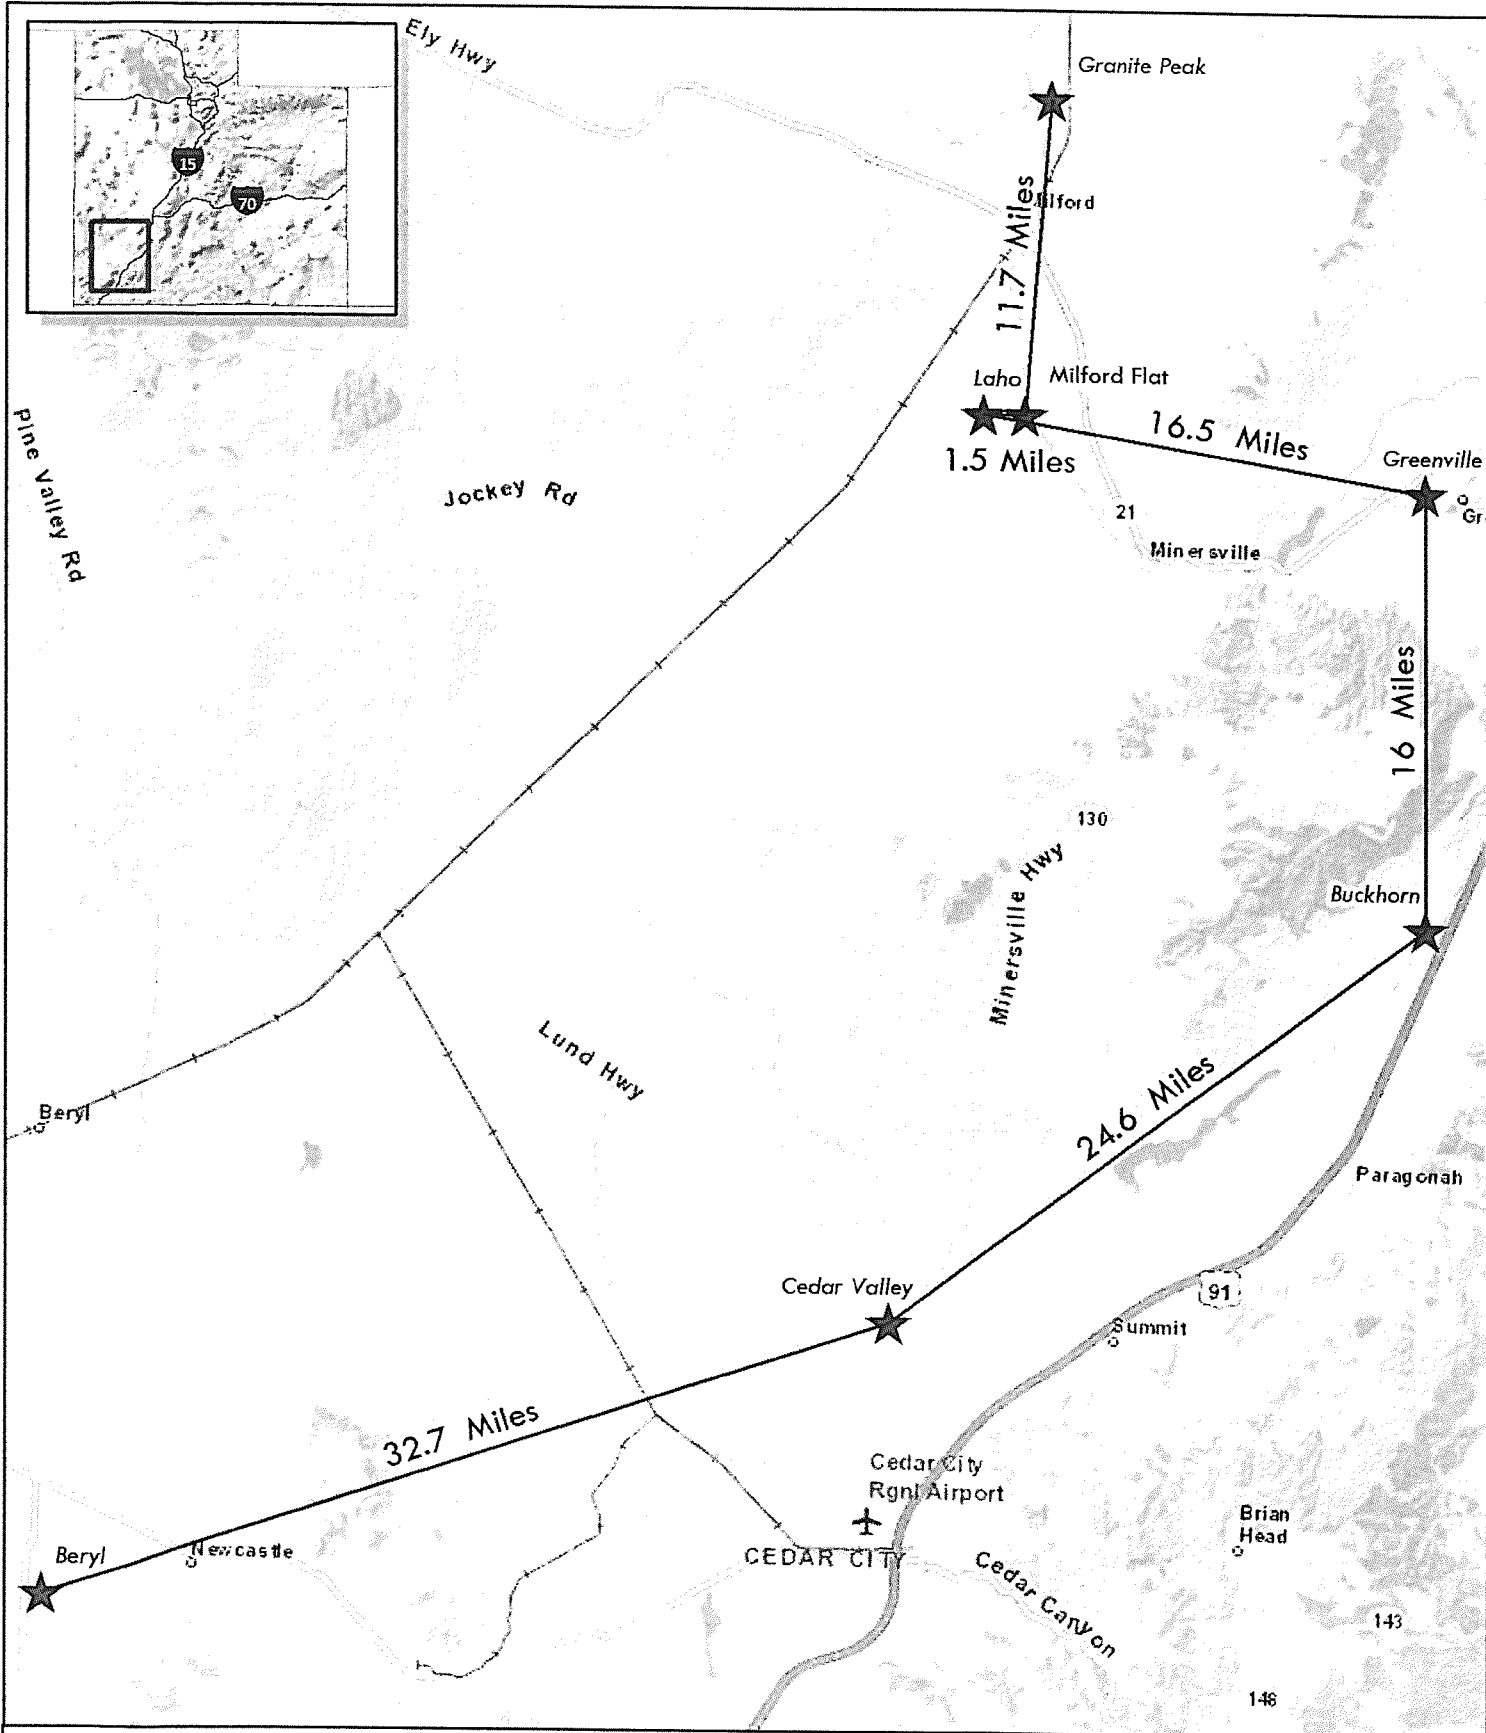 Ely Hwy
Granite Peak
15
70
Milford
11.7 Miles
Laho
Milford Flat
16.5 Miles
1.5 Miles
Greenville
Pine Valley Rd
Jockey Rd
21
Gr
Minersville
16 Miles
130
Minersville Hwy
Buckhorn
Lund Hwy
24.6 Miles
Beryl
Paragonah
Cedar Valley
91
Summit
32.7 Miles
Cedar City
Rgnl Airport
Brian
Head
Beryl
Newcastle
CEDAR CITY
Cedar Canyon
143
148